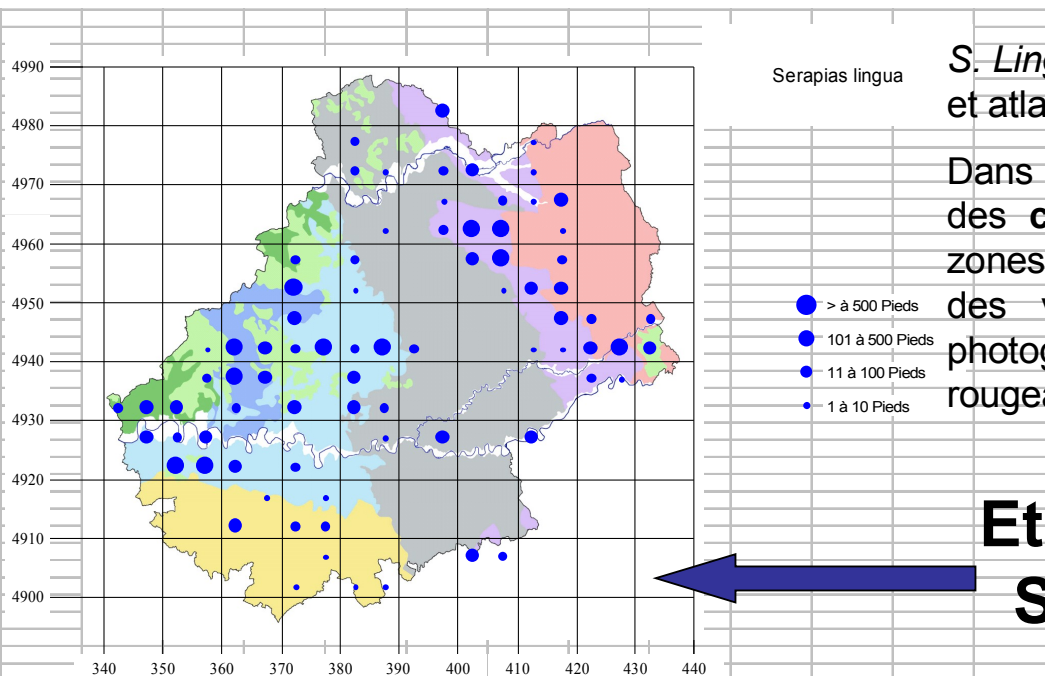 4990
4980
4970
4960
4950
4940
4930
4920
4910
4900
340 350 360 370 380 390 400 410 420 430 440
Serapias lingua
> à 500 Pieds
101 à 500 Pieds
11 à 100 Pieds
1 à 10 Pieds
S. Lin
et atla
Dans
des c
zones
des v
photog
rougea
Et
S